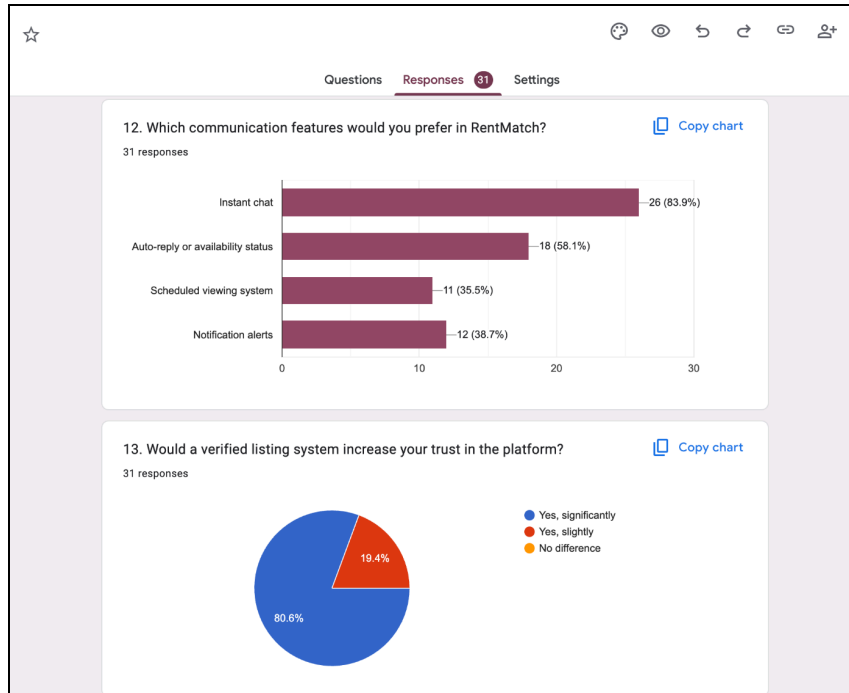 Questions Responses 31 Settings
12. Which communication features would you prefer in RentMatch?
Copy chart
31 responses
Instant chat
26 (83.9%)
Auto-reply or availability status
18 (58.1%)
Scheduled viewing system
11 (35.5%)
Notification alerts
12 (38.7%)
0 10 20 30
13. Would a verified listing system increase your trust in the platform?
Copy chart
31 responses
Yes, significantly
Yes, slightly
No difference
19.4%
80.6%